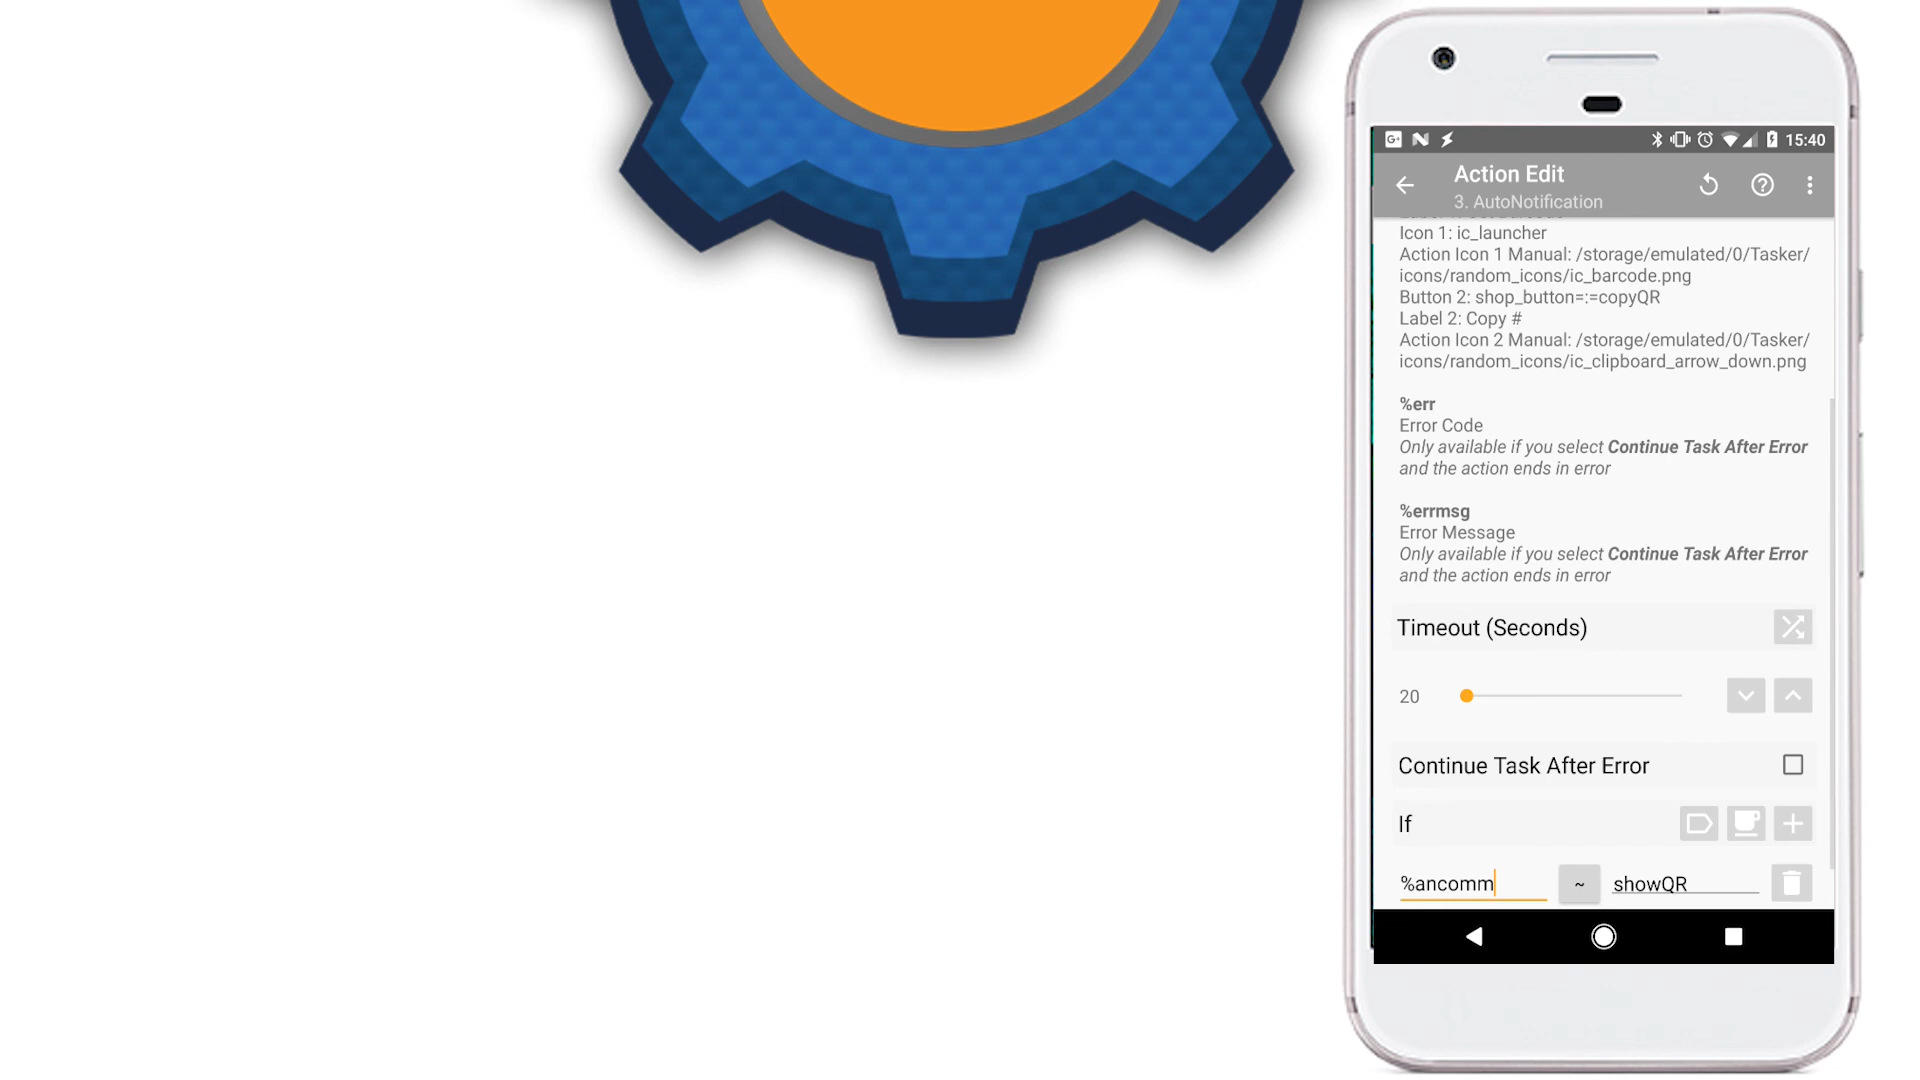 G+ N 15:40
Action Edit
3. AutoNotification
Icon 1: ic_launcher
Action Icon 1 Manual: /storage/emulated/0/Tasker/
icons/random_icons/ic_barcode.png
Button 2: shop_button=:=copyQR
Label 2: Copy #
Action Icon 2 Manual: /storage/emulated/0/Tasker/
icons/random_icons/ic_clipboard_arrow_down.png
%err
Error Code
Only available if you select Continue Task After Error
and the action ends in error
%errmsg
Error Message
Only available if you select Continue Task After Error
and the action ends in error
Timeout (Seconds)
20
Continue Task After Error
If
%ancomm ~ showQR